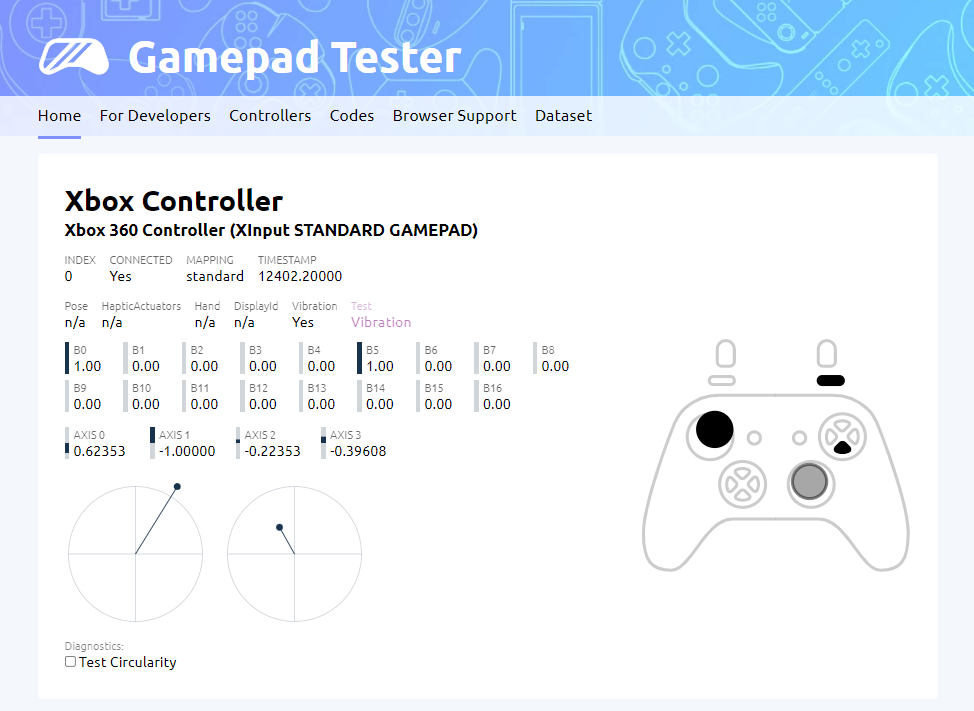 Gamepad Tester
Home For Developers Controllers Codes Browser Support Dataset
Xbox Controller
Xbox 360 Controller (XInput STANDARD GAMEPAD)
INDEX CONNECTED MAPPING TIMESTAMP
0 Yes standard 12402.20000
Pose HapticActuators Hand DisplayId Vibration Test
n/a n/a n/a n/a Yes Vibration
B0 B1 B2 B3 B4 B5 B6 B7 B8
1.00 0.00 0.00 0.00 0.00 1.00 0.00 0.00 0.00
B9 B10 B11 B12 B13 B14 B15 B16
0.00 0.00 0.00 0.00 0.00 0.00 0.00 0.00
AXIS 0 AXIS 1 AXIS 2 AXIS 3
0.62353 -1.00000 -0.22353 -0.39608
Diagnostics:
Test Circularity